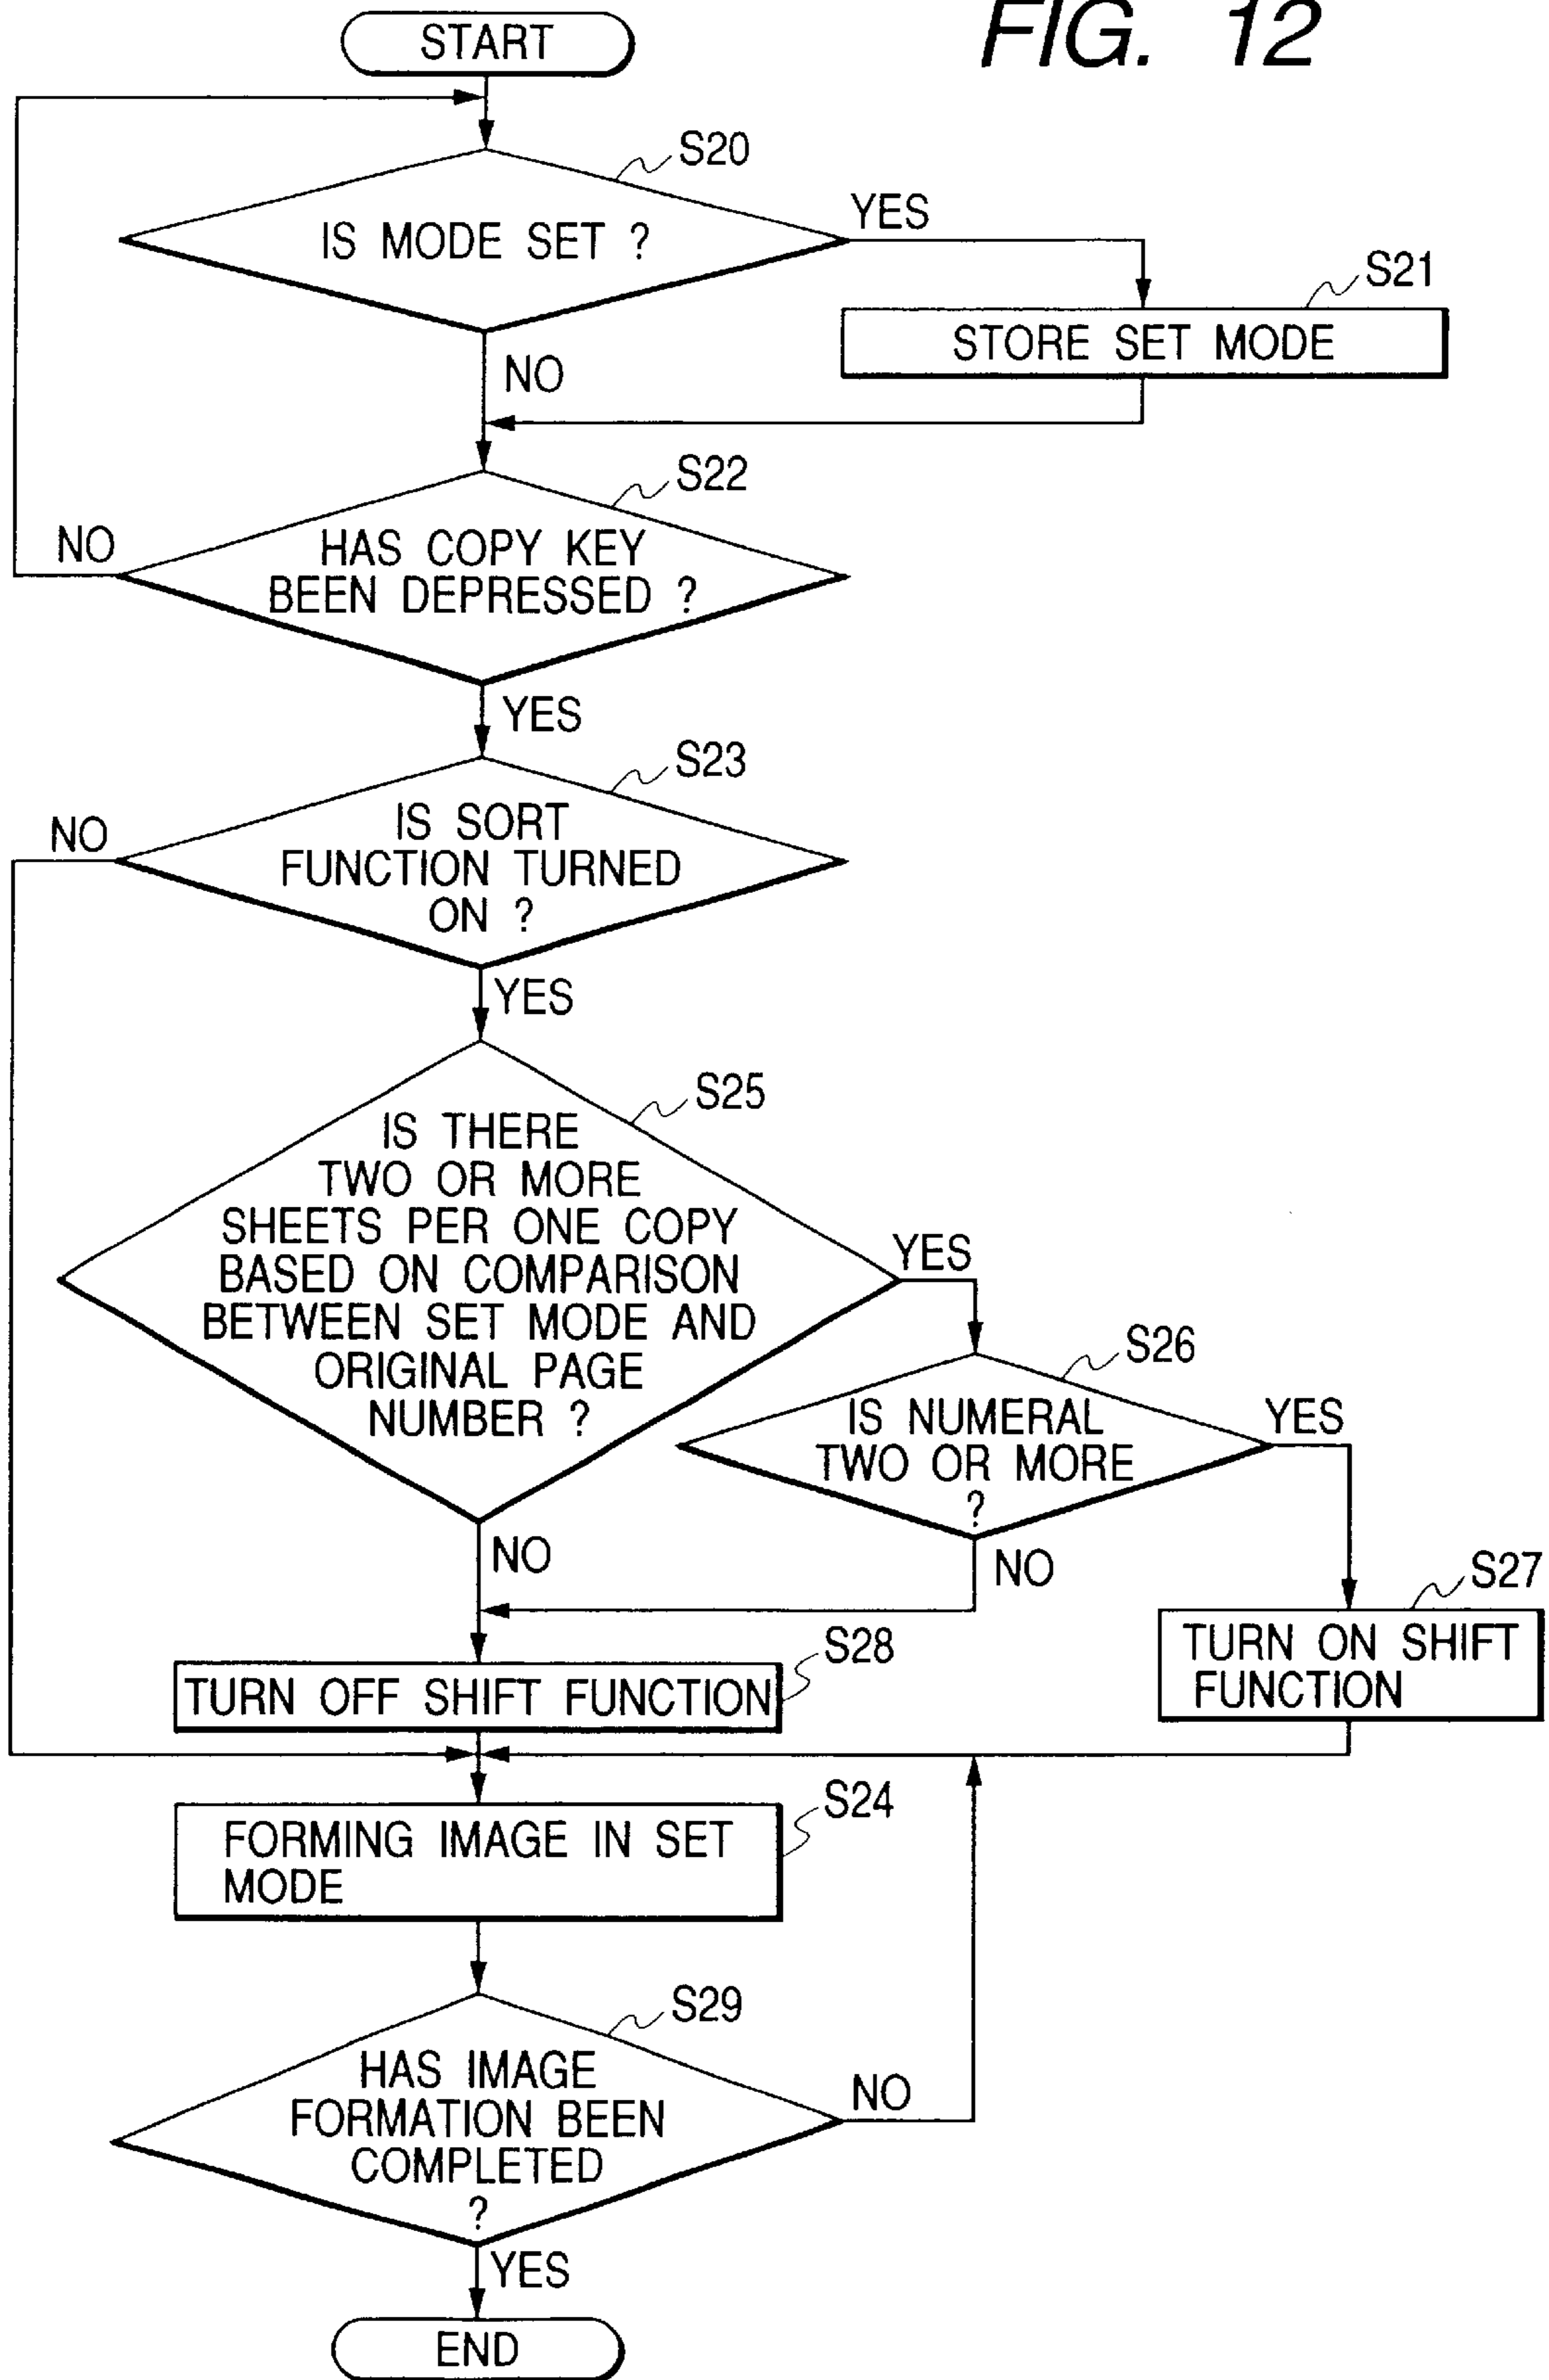 FIG. 12
START
S20
IS MODE SET ?
YES
S21
STORE SET MODE
NO
S22
HAS COPY KEY
BEEN DEPRESSED ?
NO
YES
S23
IS SORT
FUNCTION TURNED
ON ?
NO
YES
S25
IS THERE
TWO OR MORE
SHEETS PER ONE COPY
BASED ON COMPARISON
BETWEEN SET MODE AND
ORIGINAL PAGE
NUMBER ?
YES
S26
IS NUMERAL
TWO OR MORE
?
YES
NO
NO
S27
TURN ON SHIFT
FUNCTION
S28
TURN OFF SHIFT FUNCTION
S24
FORMING IMAGE IN SET
MODE
S29
HAS IMAGE
FORMATION BEEN
COMPLETED
?
NO
YES
END